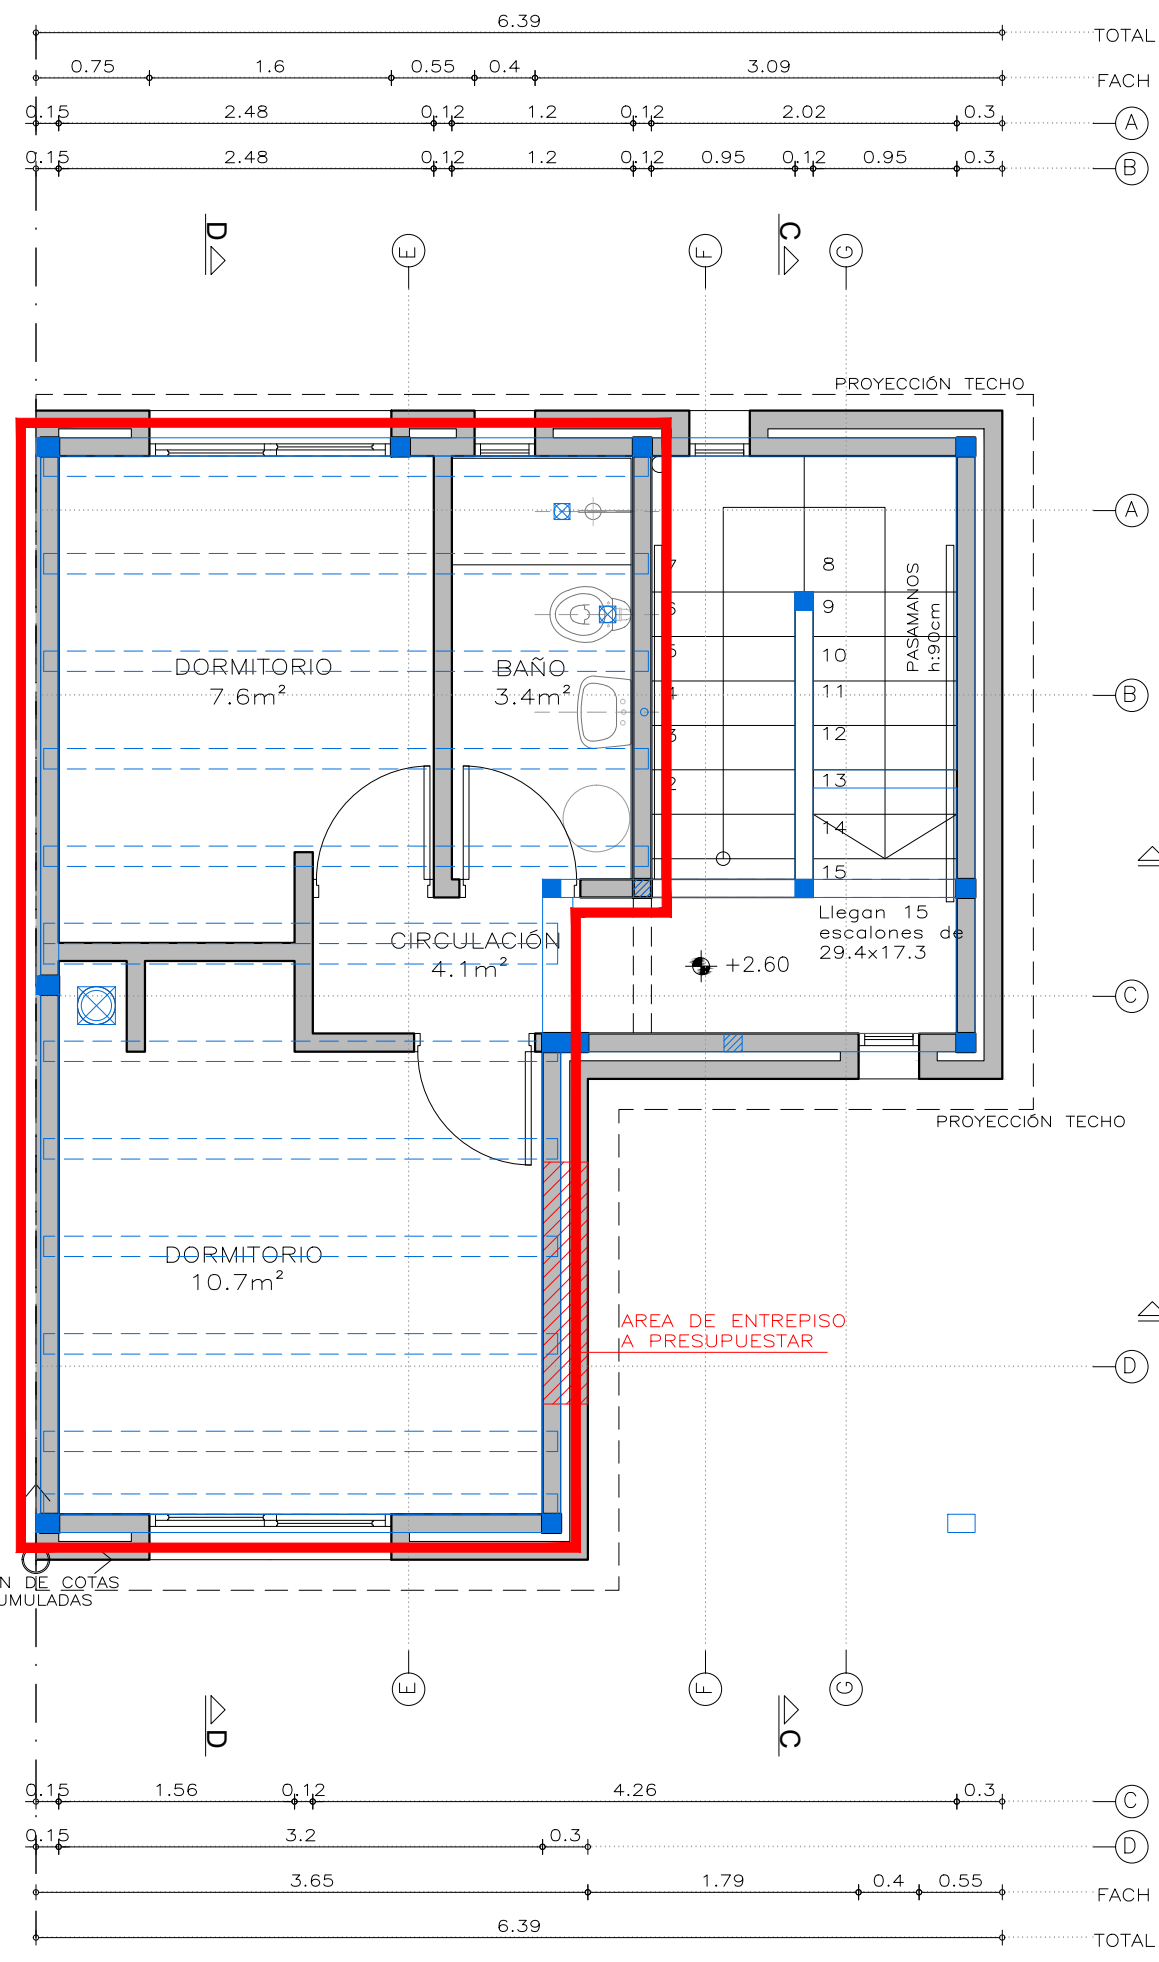 6.39
TOTAL
0.75 1.6 0.55 0.4 3.09
FACH
0.15 2.48 0.12 1.2 0.12 2.02 0.3
A
0.15 2.48 0.12 1.2 0.12 0.95 0.12 0.95 0.3
B
D C
E F G
PROYECCIÓN TECHO
A
7 8
6 9
5 10
4 11
3 12
2 13
14
15
PASAMANOS
h:90cm
DORMITORIO
7.6m²
BAÑO
3.4m²
B
Llegan 15
escalones de
29.4x17.3
CIRCULACIÓN
4.1m²
+2.60
C
PROYECCIÓN TECHO
DORMITORIO
10.7m²
AREA DE ENTREPISO
A PRESUPUESTAR
D
N DE COTAS
UMULADAS
E F G
D C
0.15 1.56 0.12 4.26 0.3
C
0.15 3.2 0.3
D
3.65 1.79 0.4 0.55
FACH
6.39
TOTAL